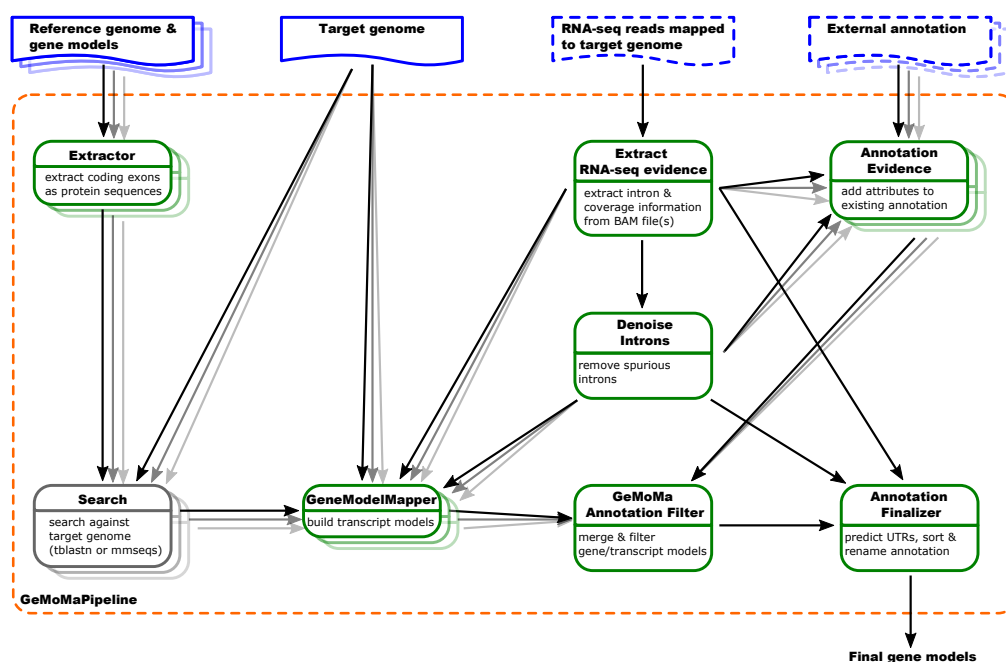 Reference genome &
gene models
Target genome
RNA-seq reads mapped
to target genome
External annotation
Extractor
extract coding exons
as protein sequences
Extract
RNA-seq evidence
extract intron &
coverage information
from BAM file(s)
Annotation
Evidence
add attributes to
existing annotation
Denoise
Introns
remove spurious
introns
Search
search against
target genome
(tblastn or mmseqs)
GeneModelMapper
build transcript models
GeMoMa
Annotation Filter
merge & filter
gene/transcript models
Annotation
Finalizer
predict UTRs, sort &
rename annotation
GeMoMaPipeline
Final gene models